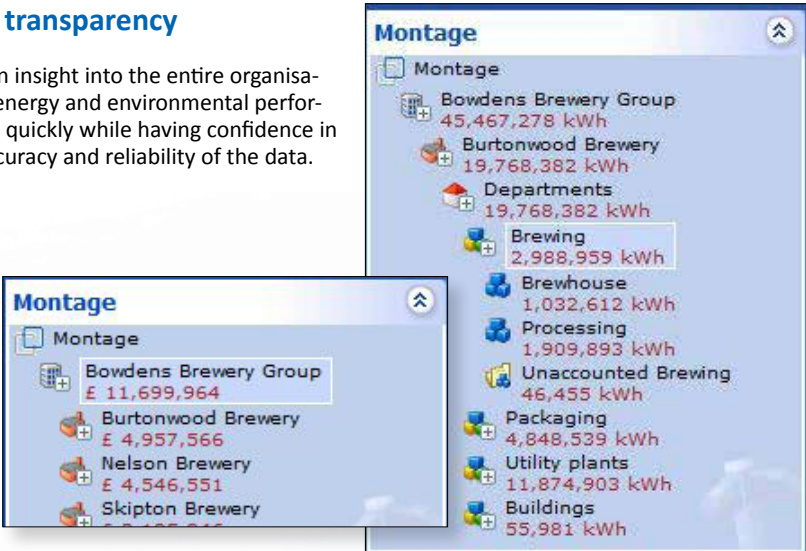 transparency
n insight into the entire organisa-
energy and environmental perfor-
quickly while having confidence in
curacy and reliability of the data.
Montage
Montage
Bowdens Brewery Group
45,467,278 kWh
Burtonwood Brewery
19,768,382 kWh
Departments
19,768,382 kWh
Brewing
2,988,959 kWh
Brewhouse
1,032,612 kWh
Processing
1,909,893 kWh
Unaccounted Brewing
46,455 kWh
Packaging
4,848,539 kWh
Utility plants
11,874,903 kWh
Buildings
55,981 kWh
Montage
Montage
Bowdens Brewery Group
£ 11,699,964
Burtonwood Brewery
£ 4,957,566
Nelson Brewery
£ 4,546,551
Skipton Brewery